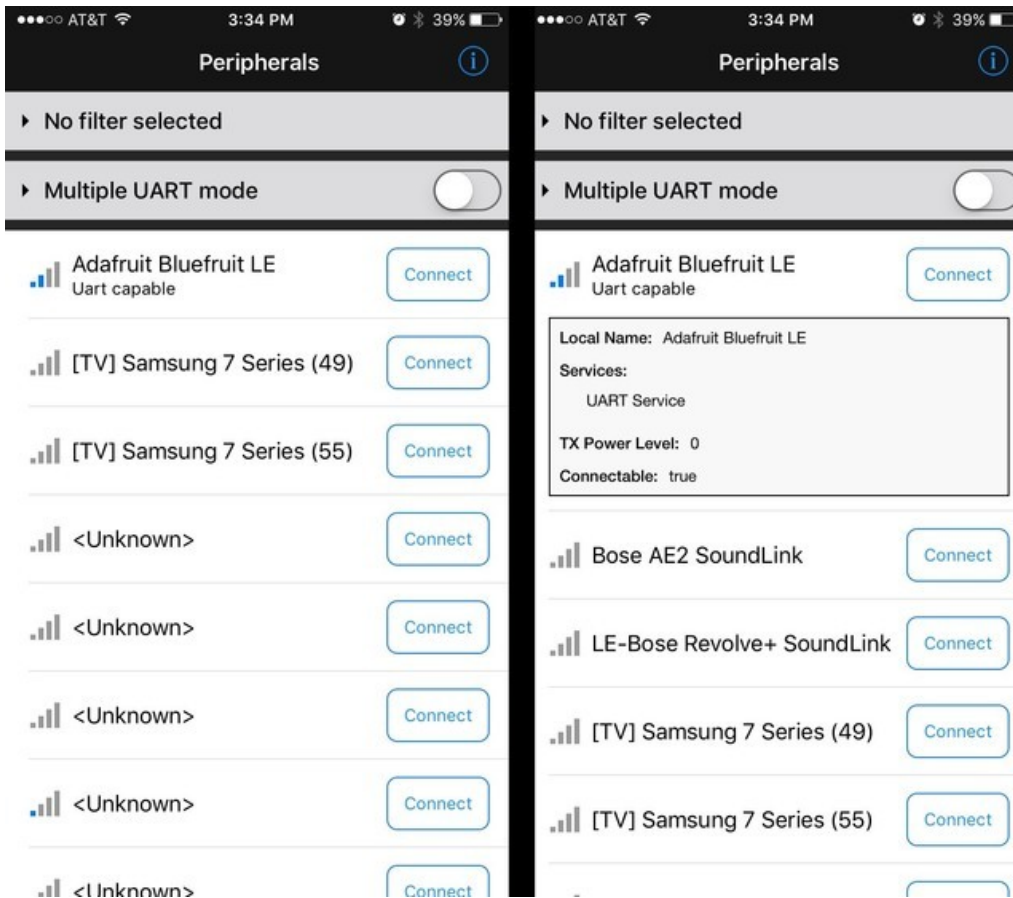 ●●●○○ AT&T 3:34 PM 39%
Peripherals
No filter selected
Multiple UART mode
Adafruit Bluefruit LE
Uart capable
Connect
[TV] Samsung 7 Series (49)
Connect
[TV] Samsung 7 Series (55)
Connect
<Unknown>
Connect
<Unknown>
Connect
<Unknown>
Connect
<Unknown>
Connect
<Unknown>
Connect
●●●○○ AT&T 3:34 PM 39%
Peripherals
No filter selected
Multiple UART mode
Adafruit Bluefruit LE
Uart capable
Connect
Local Name: Adafruit Bluefruit LE
Services:
UART Service
TX Power Level: 0
Connectable: true
Bose AE2 SoundLink
Connect
LE-Bose Revolve+ SoundLink
Connect
[TV] Samsung 7 Series (49)
Connect
[TV] Samsung 7 Series (55)
Connect